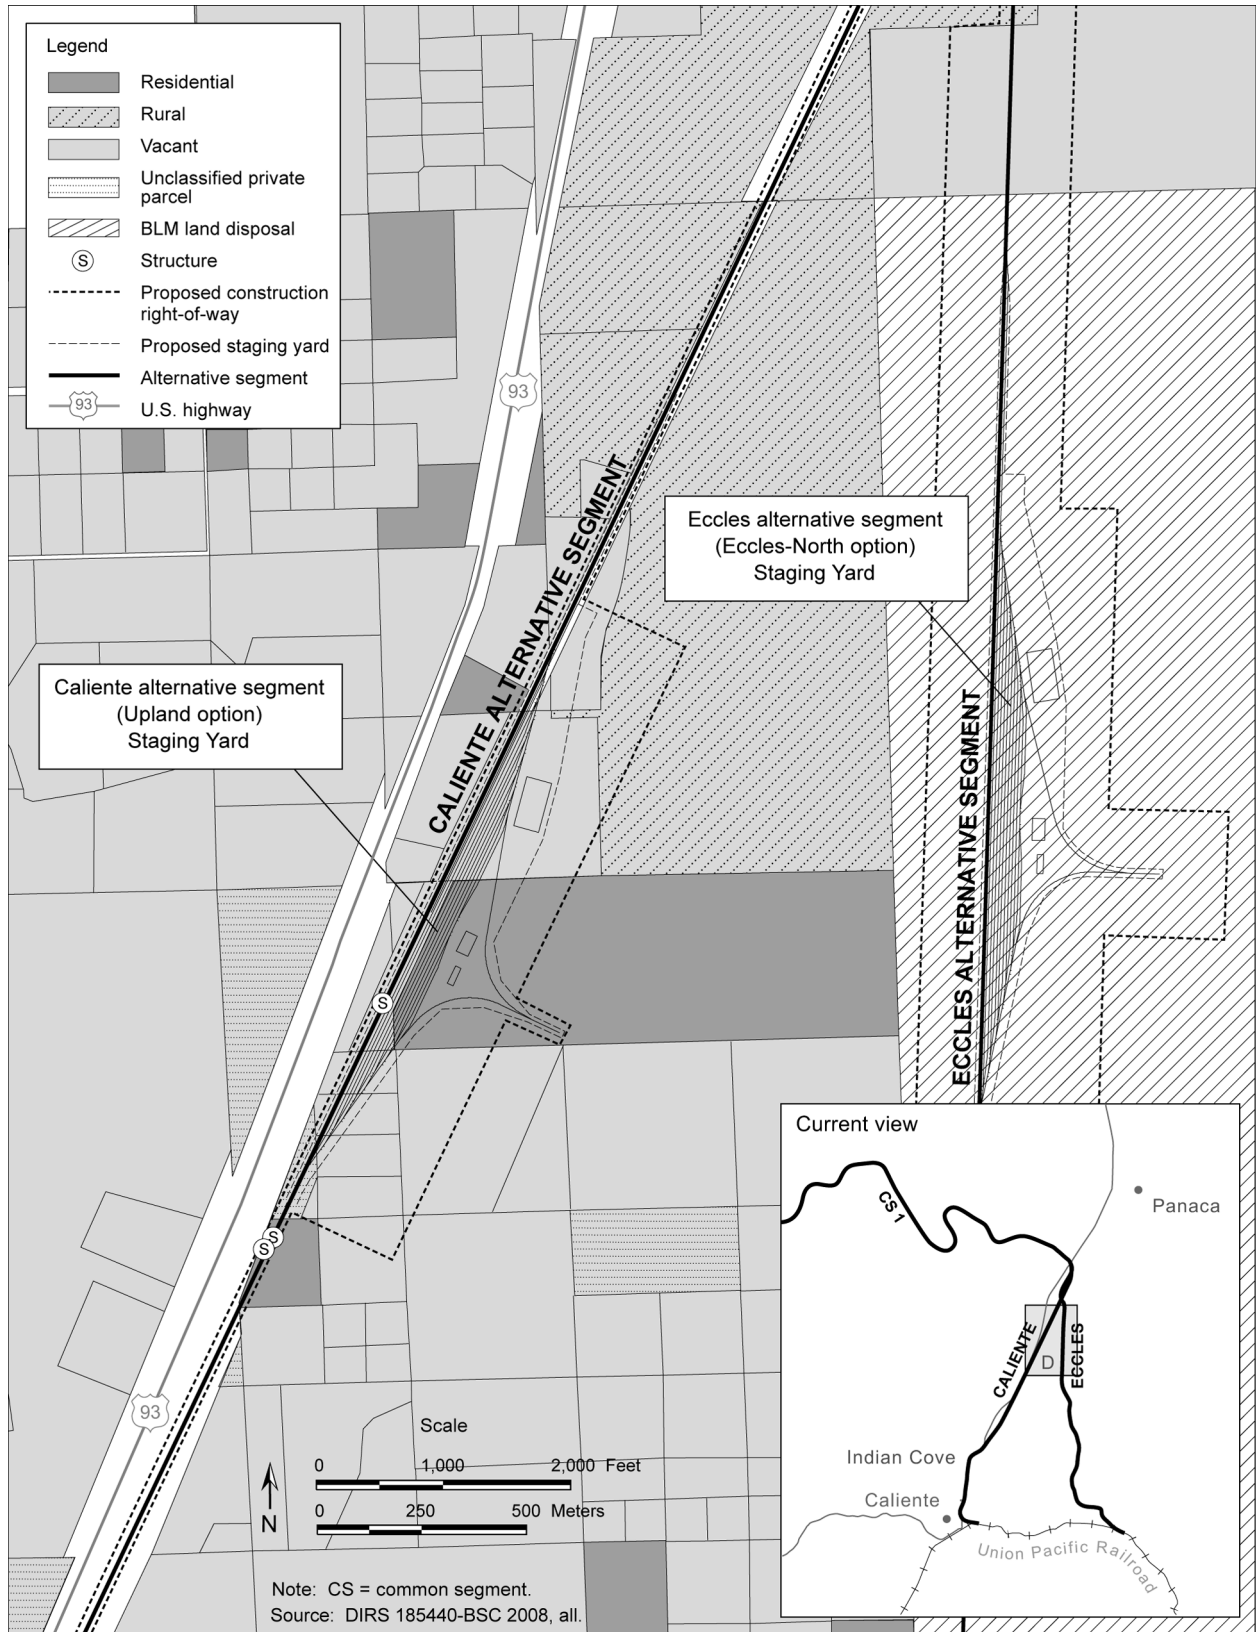 Legend
Residential
Rural
Vacant
Unclassified private
parcel
BLM land disposal
S
Structure
Proposed construction
right-of-way
Proposed staging yard
Alternative segment
93
U.S. highway
93
CALIENTE ALTERNATIVE SEGMENT
Eccles alternative segment
(Eccles-North option)
Staging Yard
Caliente alternative segment
(Upland option)
Staging Yard
ECCLES ALTERNATIVE SEGMENT
S
S
S
93
Scale
0 1,000 2,000 Feet
0 250 500 Meters
N
Note: CS = common segment.
Source: DIRS 185440-BSC 2008, all.
Current view
CS 1
Panaca
CALIENTE
D
ECCLES
Indian Cove
Caliente
Union Pacific Railroad